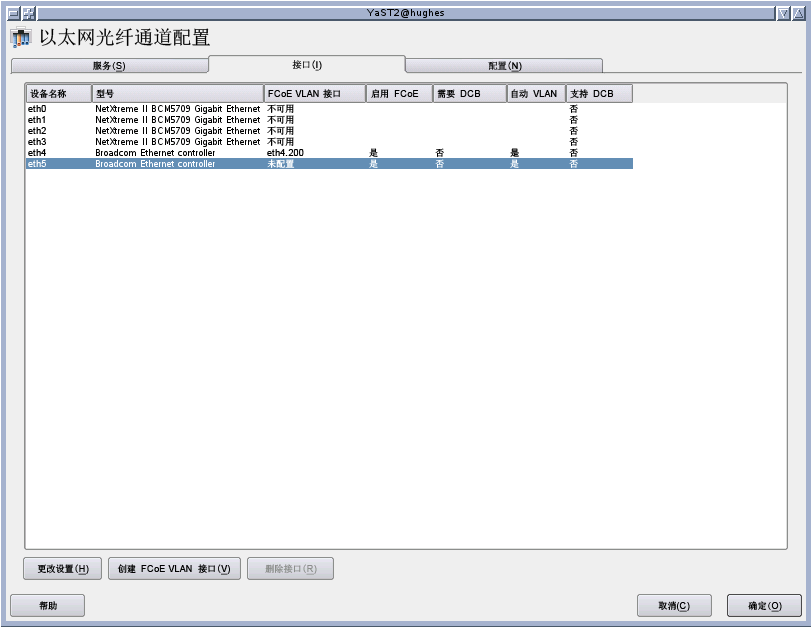 YaST2@hughes
以太网光纤通道配置
服务(S) 接口(I) 配置(N)
设备名称 型号 FCoE VLAN 接口 启用 FCoE 需要 DCB 自动 VLAN 支持 DCB
eth0 NetXtreme II BCM5709 Gigabit Ethernet 不可用 否
eth1 NetXtreme II BCM5709 Gigabit Ethernet 不可用 否
eth2 NetXtreme II BCM5709 Gigabit Ethernet 不可用 否
eth3 NetXtreme II BCM5709 Gigabit Ethernet 不可用 否
eth4 Broadcom Ethernet controller eth4.200 是 否 是 否
eth5 Broadcom Ethernet controller 未配置 是 否 是 否
更改设置(H) 创建 FCoE VLAN 接口(V) 删除接口(R)
帮助 取消(C) 确定(O)